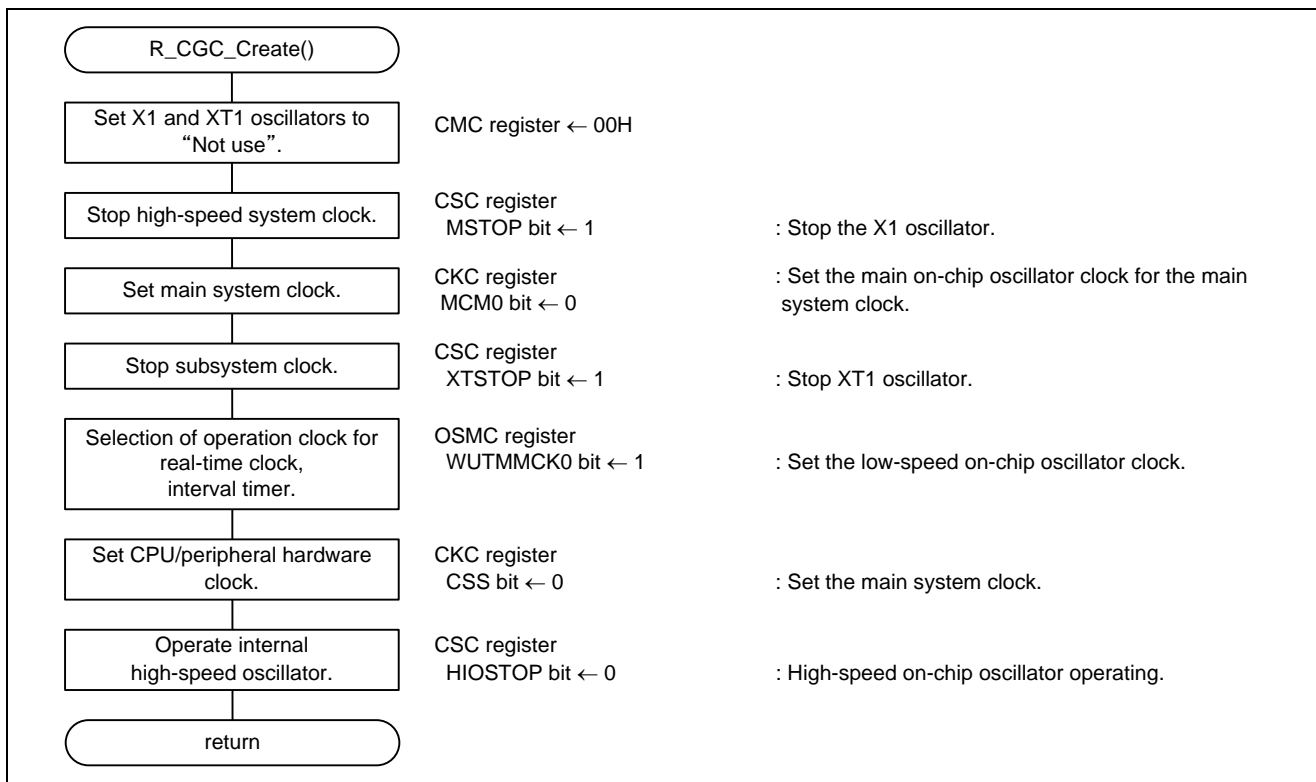 R_CGC_Create()
Set X1 and XT1 oscillators to
“Not use”.
CMC register ← 00H
Stop high-speed system clock.
CSC register
MSTOP bit ← 1
: Stop the X1 oscillator.
Set main system clock.
CKC register
MCM0 bit ← 0
: Set the main on-chip oscillator clock for the main
system clock.
Stop subsystem clock.
CSC register
XTSTOP bit ← 1
: Stop XT1 oscillator.
Selection of operation clock for
real-time clock,
interval timer.
OSMC register
WUTMMCK0 bit ← 1
: Set the low-speed on-chip oscillator clock.
Set CPU/peripheral hardware
clock.
CKC register
CSS bit ← 0
: Set the main system clock.
Operate internal
high-speed oscillator.
CSC register
HIOSTOP bit ← 0
: High-speed on-chip oscillator operating.
return